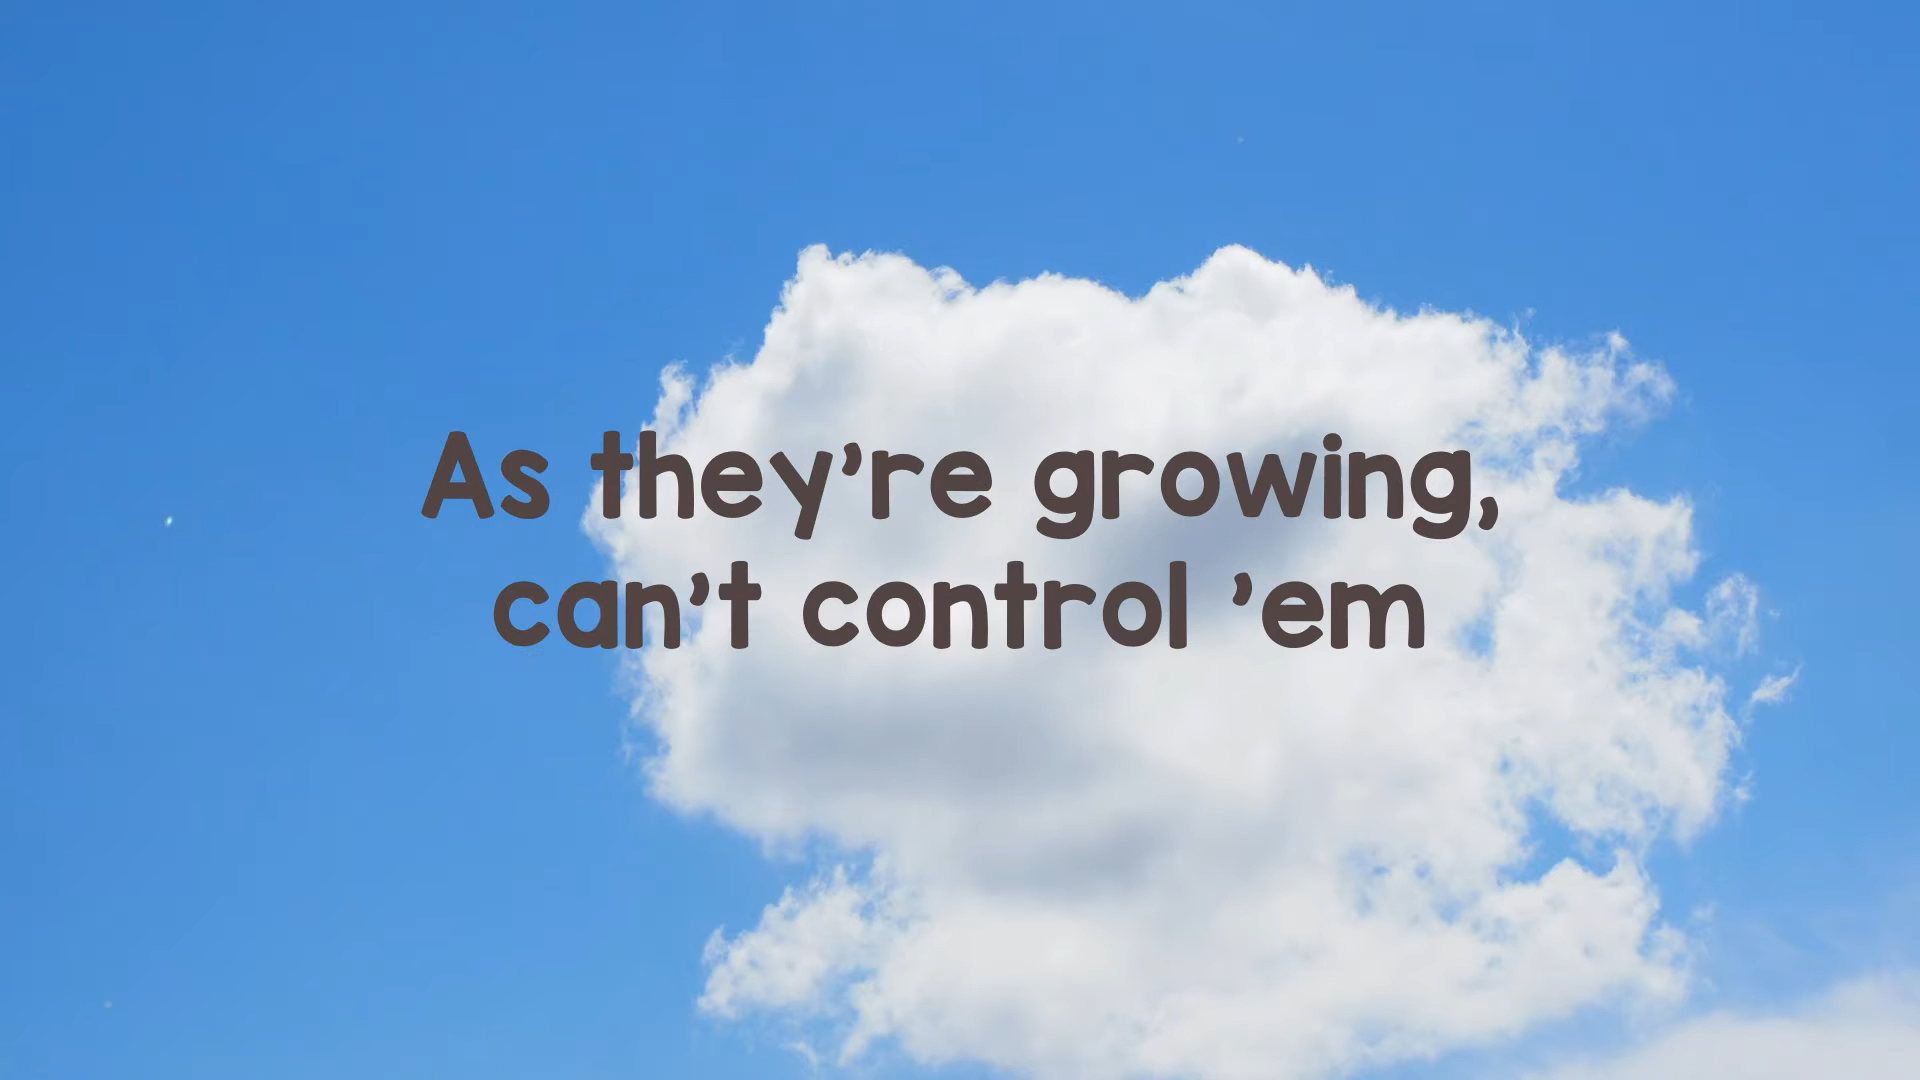 As they’re growing,
can’t control ’em